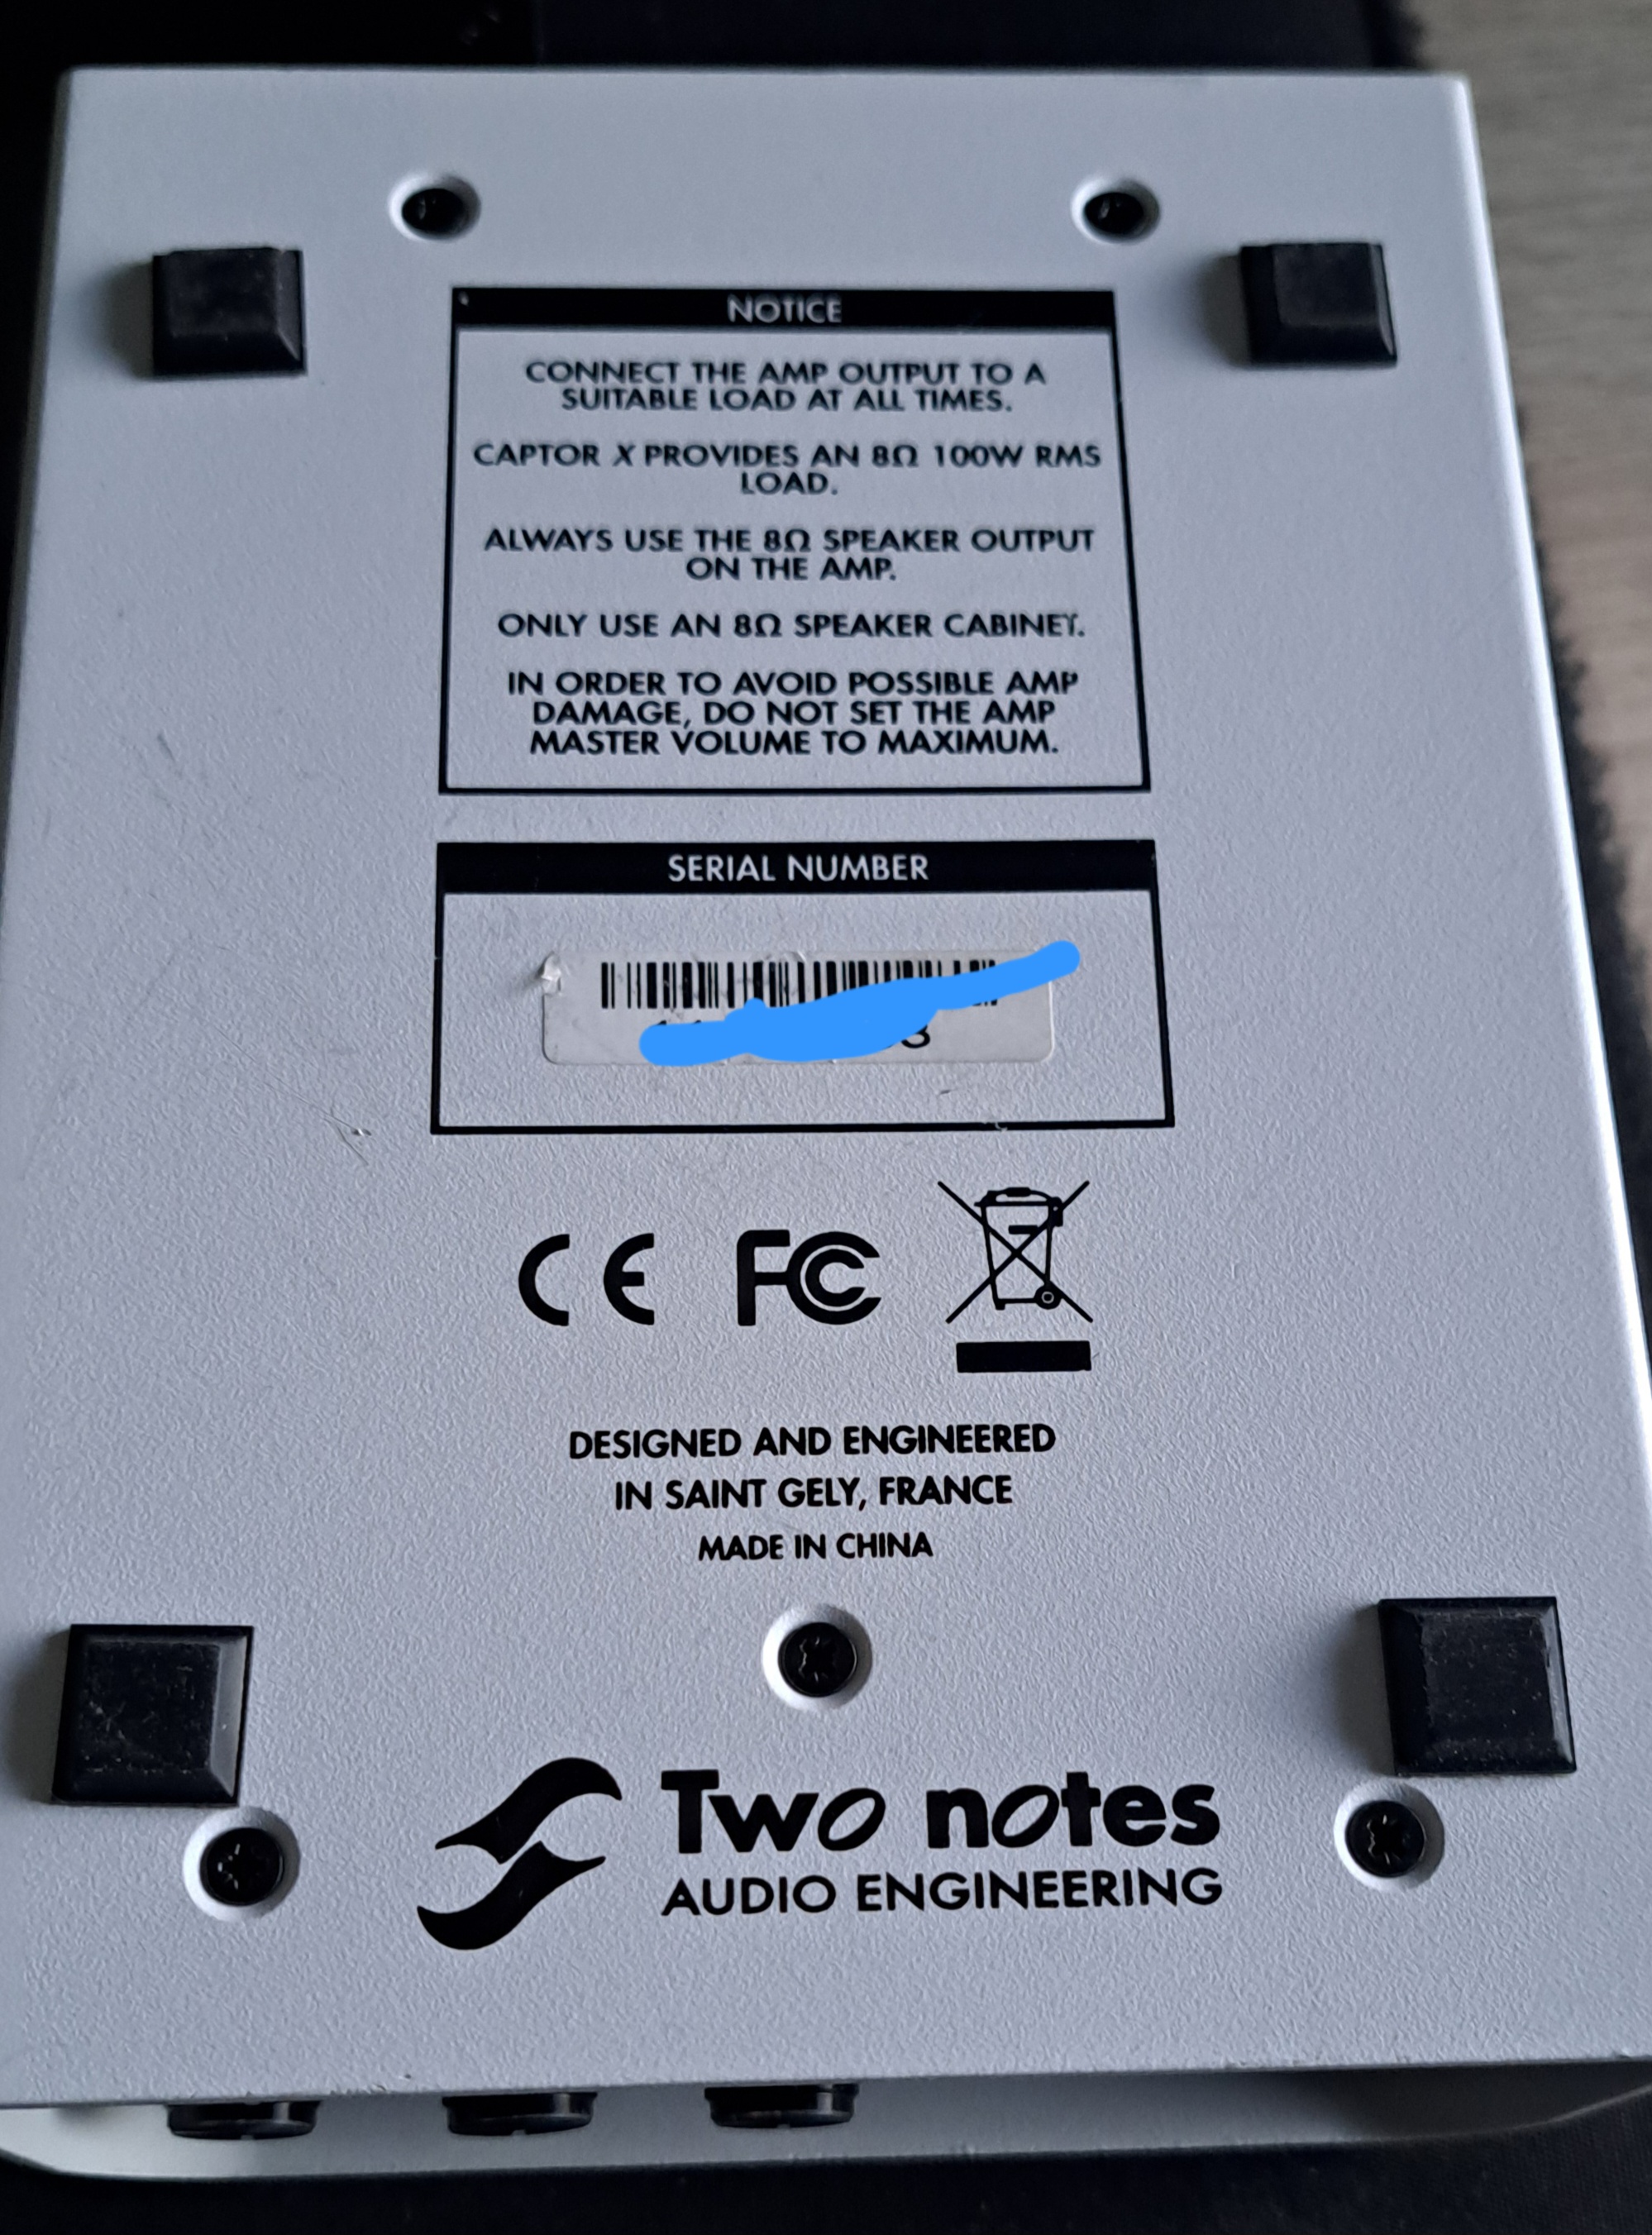 NOTICE
CONNECT THE AMP OUTPUT TO A
SUITABLE LOAD AT ALL TIMES.
CAPTOR X PROVIDES AN 8Ω 100W RMS
LOAD.
ALWAYS USE THE 8Ω SPEAKER OUTPUT
ON THE AMP.
ONLY USE AN 8Ω SPEAKER CABINET.
IN ORDER TO AVOID POSSIBLE AMP
DAMAGE, DO NOT SET THE AMP
MASTER VOLUME TO MAXIMUM.
SERIAL NUMBER
CE FC
DESIGNED AND ENGINEERED
IN SAINT GELY, FRANCE
MADE IN CHINA
Two notes
AUDIO ENGINEERING